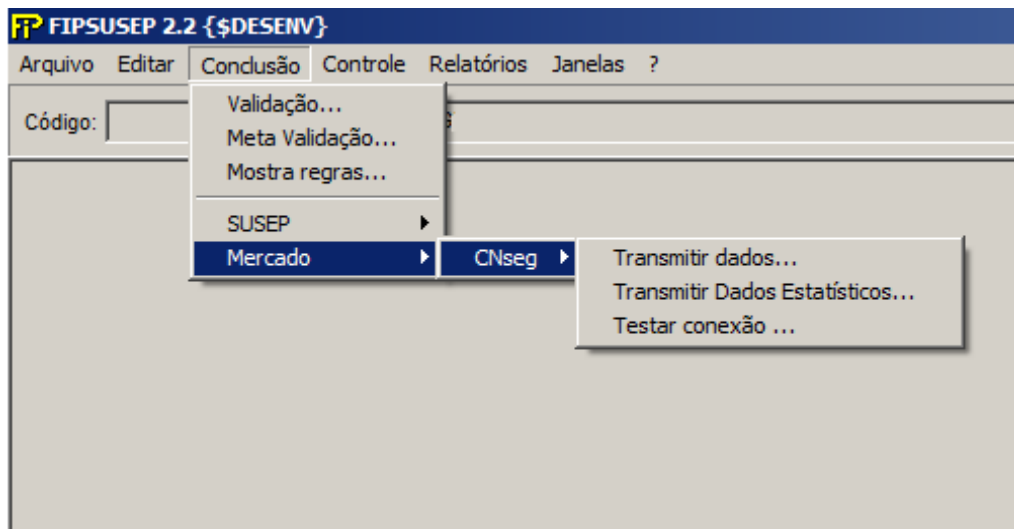 FIPSUSEP 2.2 {$DESENV}
Arquivo Editar Conclusão Controle Relatórios Janelas ?
Código:
Validação...
Meta Validação...
Mostra regras...
SUSEP
Mercado
CNseg
Transmitir dados...
Transmitir Dados Estatísticos...
Testar conexão ...